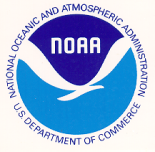 NATIONAL OCEANIC AND ATMOSPHERIC ADMINISTRATION
NOAA
U.S. DEPARTMENT OF COMMERCE